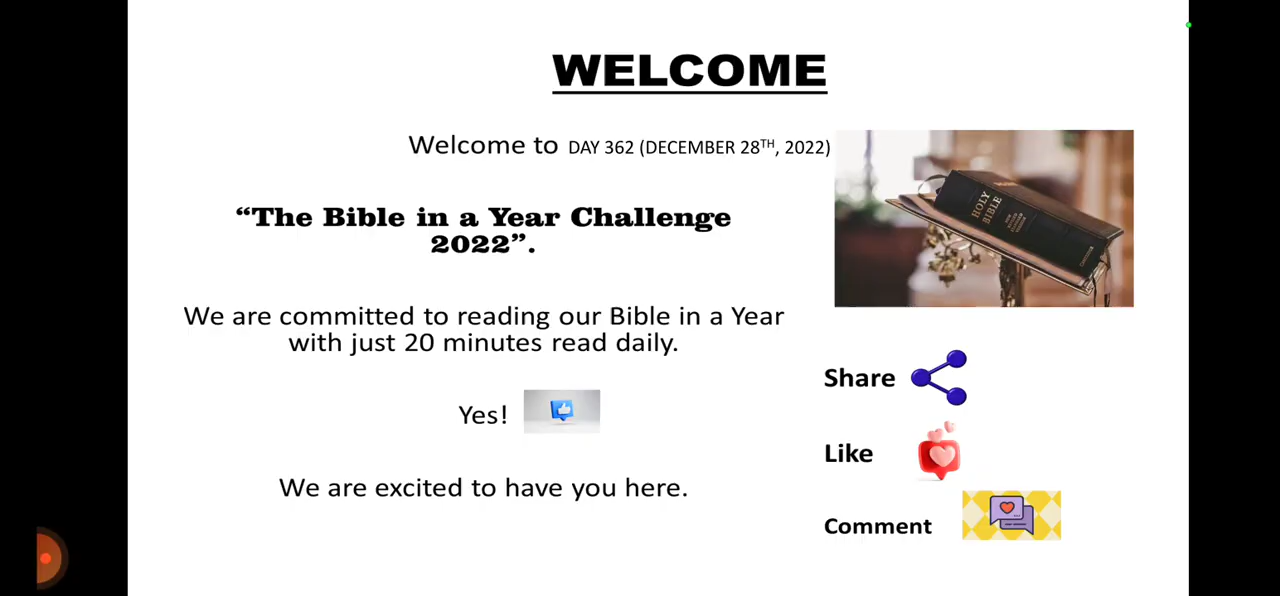 WELCOME
Welcome to DAY 362 (DECEMBER 28TH, 2022)
“The Bible in a Year Challenge
2022”.
We are committed to reading our Bible in a Year
with just 20 minutes read daily.
Yes!
We are excited to have you here.
HOLY
BIBLE
Share
Like
Comment